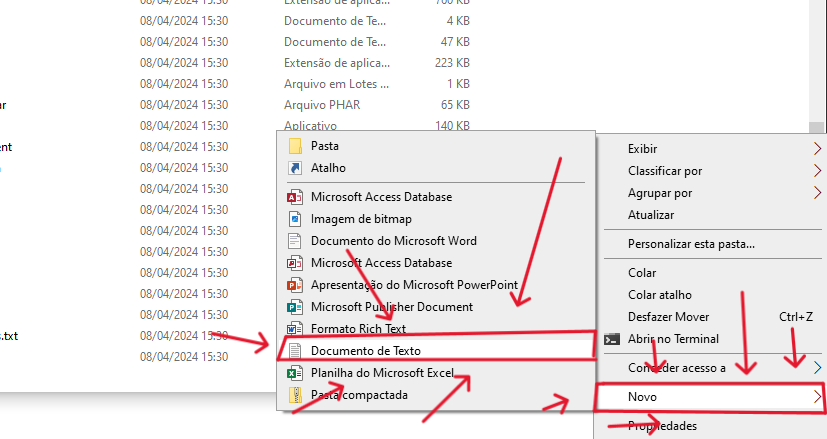 08/04/2024 15:30 Extensão de aplica... 700 KB
08/04/2024 15:30 Documento de Te... 4 KB
08/04/2024 15:30 Documento de Te... 47 KB
08/04/2024 15:30 Extensão de aplica... 223 KB
08/04/2024 15:30 Arquivo em Lotes ... 1 KB
ar 08/04/2024 15:30 Arquivo PHAR 65 KB
08/04/2024 15:30 Aplicativo 140 KB
ent 08/04/2024 15:30
08/04/2024 15:30
08/04/2024 15:30
08/04/2024 15:30
08/04/2024 15:30
08/04/2024 15:30
08/04/2024 15:30
08/04/2024 15:30
08/04/2024 15:30
s.txt 08/04/2024 15:30
08/04/2024 15:30
Pasta
Atalho
Microsoft Access Database
Imagem de bitmap
Documento do Microsoft Word
Microsoft Access Database
Apresentação do Microsoft PowerPoint
Microsoft Publisher Document
Formato Rich Text
Documento de Texto
Planilha do Microsoft Excel
Pasta compactada
Exibir
Classificar por
Agrupar por
Atualizar
Personalizar esta pasta...
Colar
Colar atalho
Desfazer Mover Ctrl+Z
Abrir no Terminal
Conceder acesso a
Novo
Propriedades